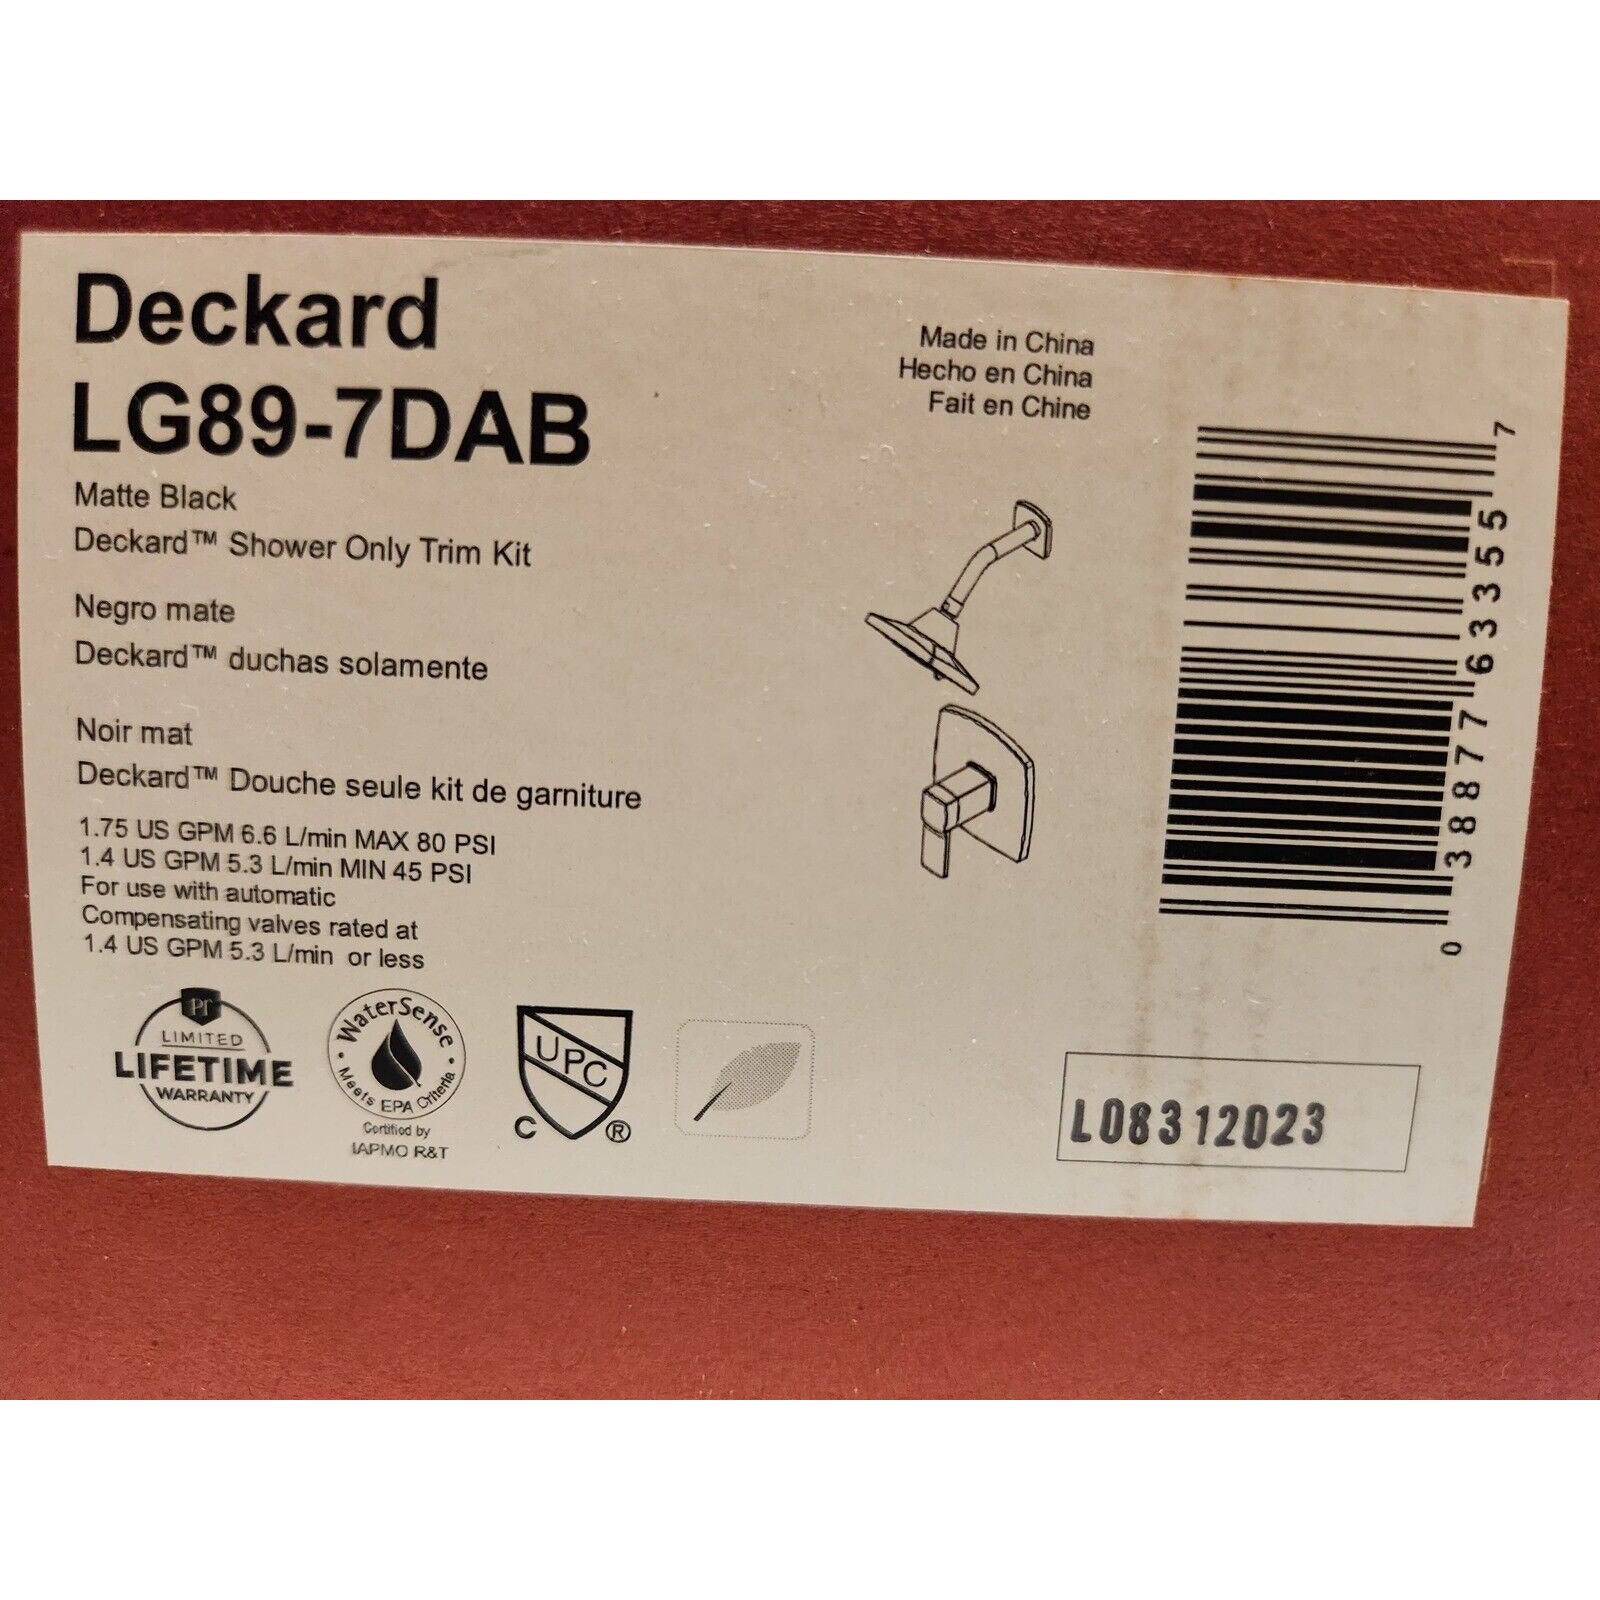 Deckard
LG89-7DAB
Matte Black
Deckard™ Shower Only Trim Kit
Negro mate
Deckard™ duchas solamente
Noir mat
Deckard™ Douche seule kit de garniture
1.75 US GPM 6.6 L/min MAX 80 PSI
1.4 US GPM 5.3 L/min MIN 45 PSI
For use with automatic
Compensating valves rated at
1.4 US GPM 5.3 L/min or less
Pf
LIMITED
LIFETIME
WARRANTY
WaterSense
Meets EPA Criteria
Certified by
IAPMO R&T
UPC
C ®
Made in China
Hecho en China
Fait en Chine
0 38877 63355 7
L08312023